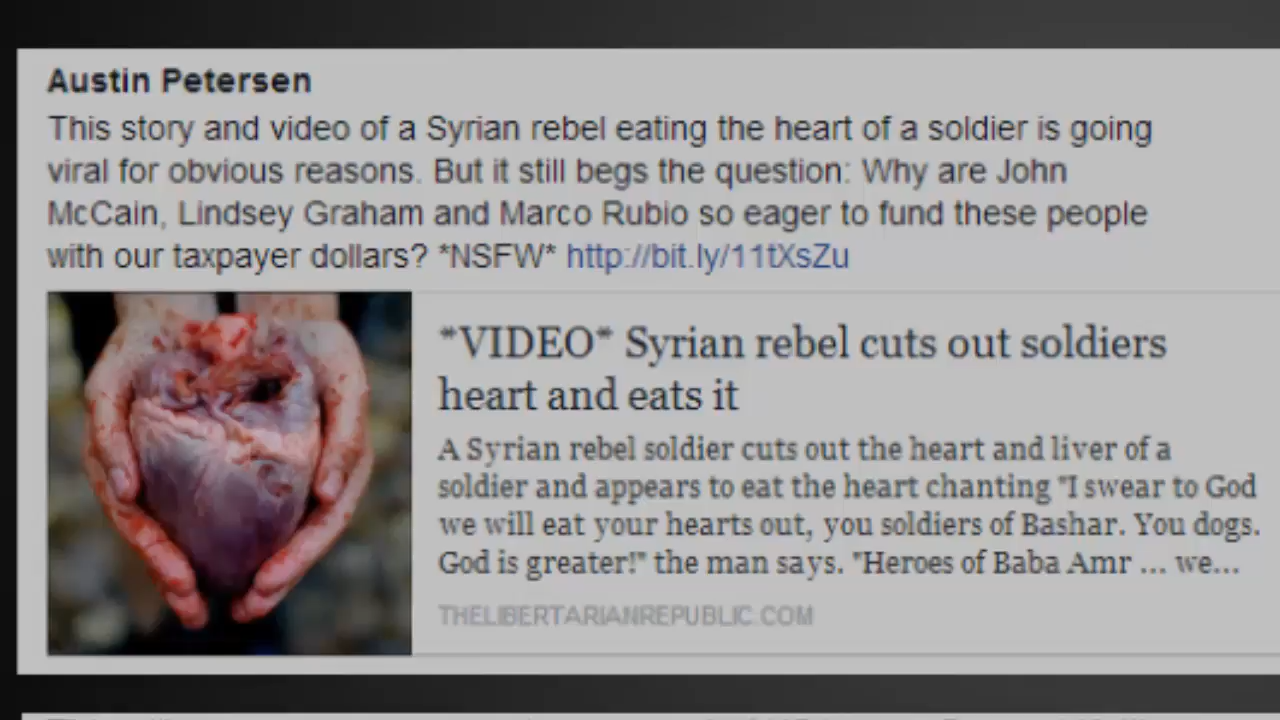 Austin Petersen
This story and video of a Syrian rebel eating the heart of a soldier is going
viral for obvious reasons. But it still begs the question: Why are John
McCain, Lindsey Graham and Marco Rubio so eager to fund these people
with our taxpayer dollars? *NSFW* http://bit.ly/11tXsZu
*VIDEO* Syrian rebel cuts out soldiers
heart and eats it
A Syrian rebel soldier cuts out the heart and liver of a
soldier and appears to eat the heart chanting "I swear to God
we will eat your hearts out, you soldiers of Bashar. You dogs.
God is greater!" the man says. "Heroes of Baba Amr ... we...
THELIBERTARIANREPUBLIC.COM